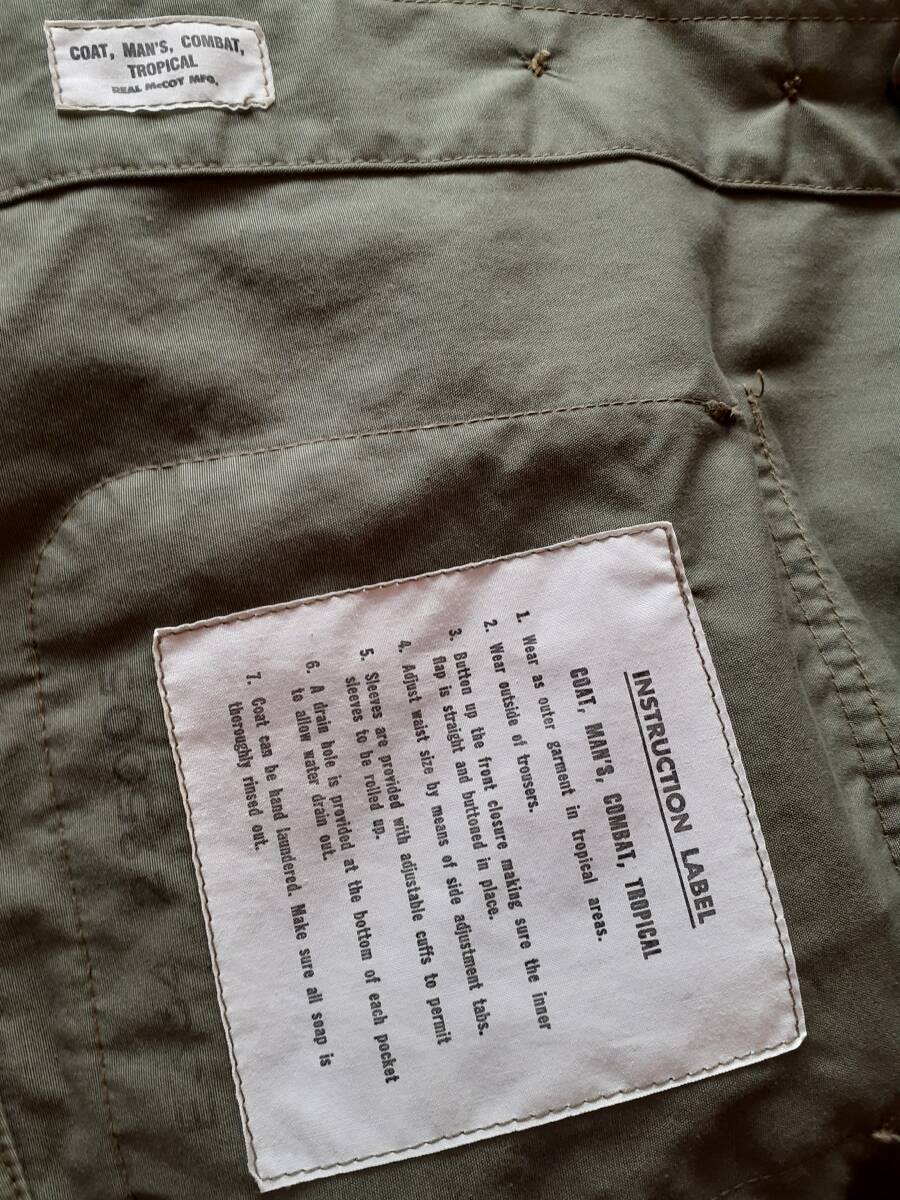 COAT, MAN'S, COMBAT,
TROPICAL
REAL McCOY MFG.
INSTRUCTION LABEL
COAT, MAN'S, COMBAT, TROPICAL
1. Wear as outer garment in tropical areas.
2. Wear outside of trousers.
3. Button up the front closure making sure the inner
flap is straight and buttoned in place.
4. Adjust waist size by means of side adjustment tabs.
5. Sleeves are provided with adjustable cuffs to permit
sleeves to be rolled up.
6. A drain hole is provided at the bottom of each pocket
to allow water drain out.
7. Coat can be hand laundered. Make sure all soap is
thoroughly rinsed out.